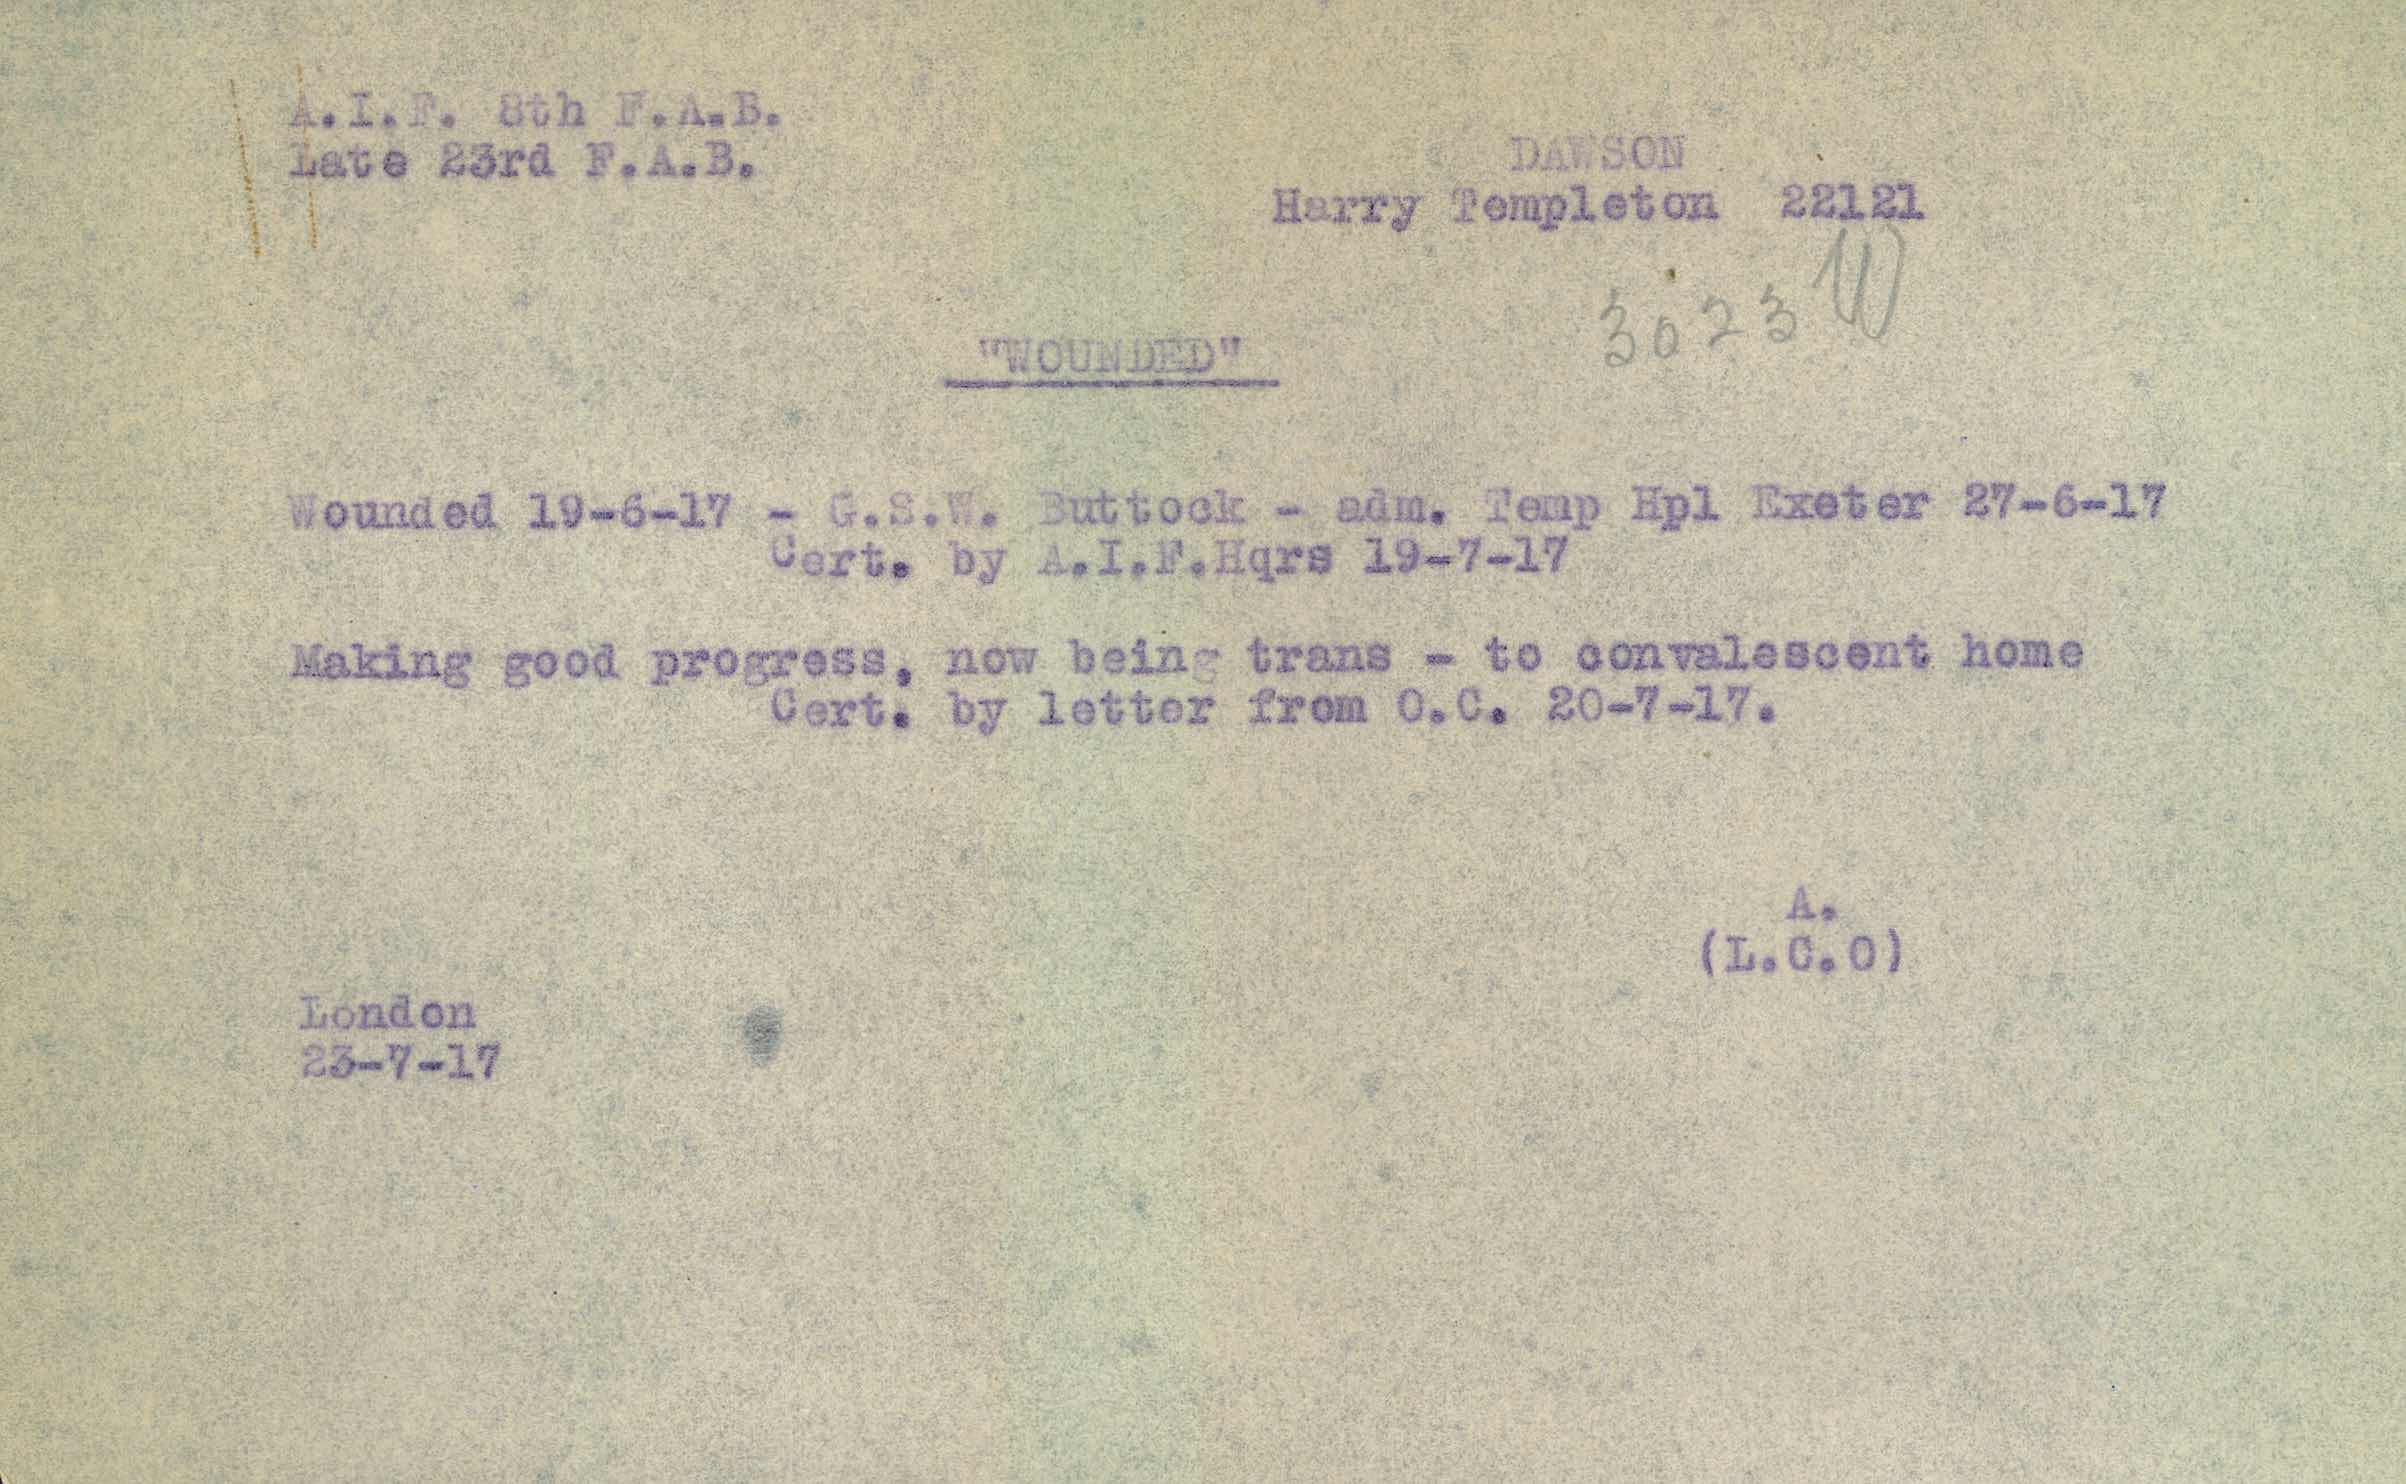 A.I.F. 8th F.A.B.
Late 23rd F.A.B.
DAWSON
Harry Templeton 22121
3023 W
"WOUNDED"
Wounded 19-6-17 - G.S.W. Buttock - adm. Temp Hpl Exeter 27-6-17
Cert. by A.I.F.Hqrs 19-7-17
Making good progress, now being trans - to convalescent home
Cert. by letter from O.C. 20-7-17.
A.
(L.C.O)
London
23-7-17